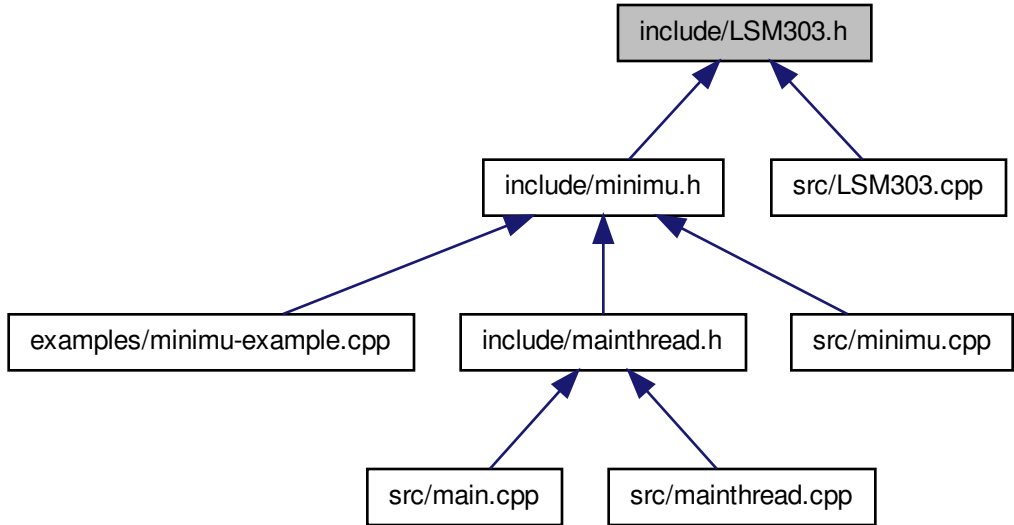 include/LSM303.h
include/minimu.h
src/LSM303.cpp
examples/minimu-example.cpp
include/mainthread.h
src/minimu.cpp
src/main.cpp
src/mainthread.cpp